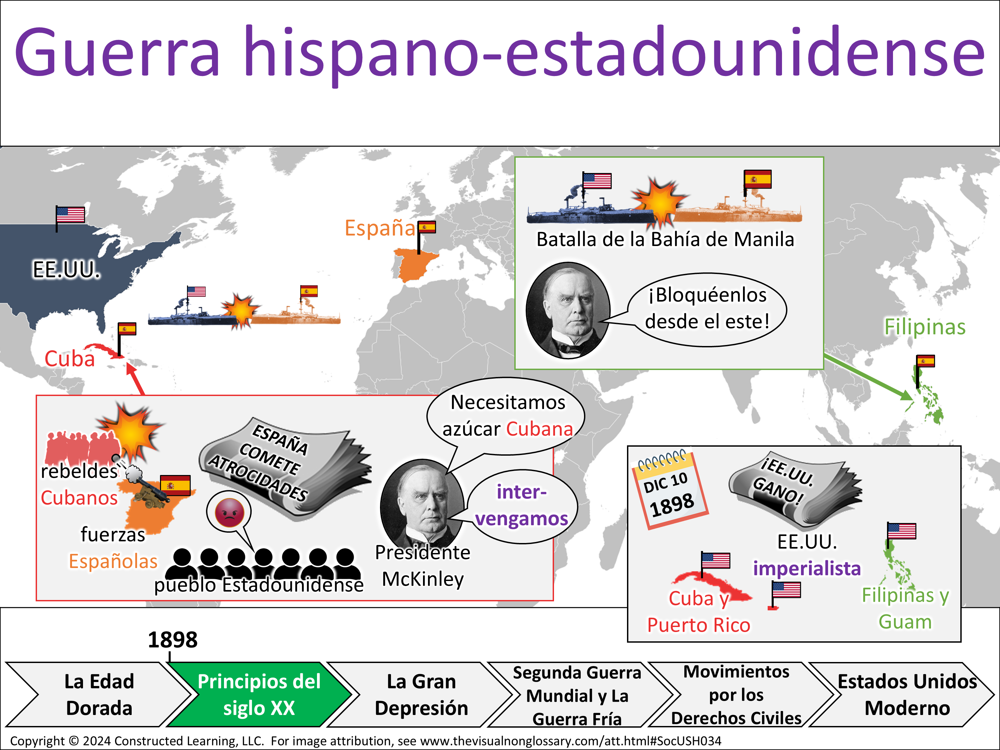 Guerra hispano-estadounidense
EE.UU.
España
Cuba
Batalla de la Bahía de Manila
¡Bloquéenlos
desde el este!
Filipinas
rebeldes
Cubanos
fuerzas
Españolas
ESPAÑA
COMETE
ATROCIDADES
pueblo Estadounidense
Necesitamos
azúcar Cubana
inter-
vengamos
Presidente
McKinley
DIC 10
1898
¡EE.UU.
GANO!
EE.UU.
imperialista
Cuba y
Puerto Rico
Filipinas y
Guam
1898
La Edad
Dorada
Principios del
siglo XX
La Gran
Depresión
Segunda Guerra
Mundial y La
Guerra Fría
Movimientos
por los
Derechos Civiles
Estados Unidos
Moderno
Copyright © 2024 Constructed Learning, LLC.  For image attribution, see www.thevisualnonglossary.com/att.html#SocUSH034